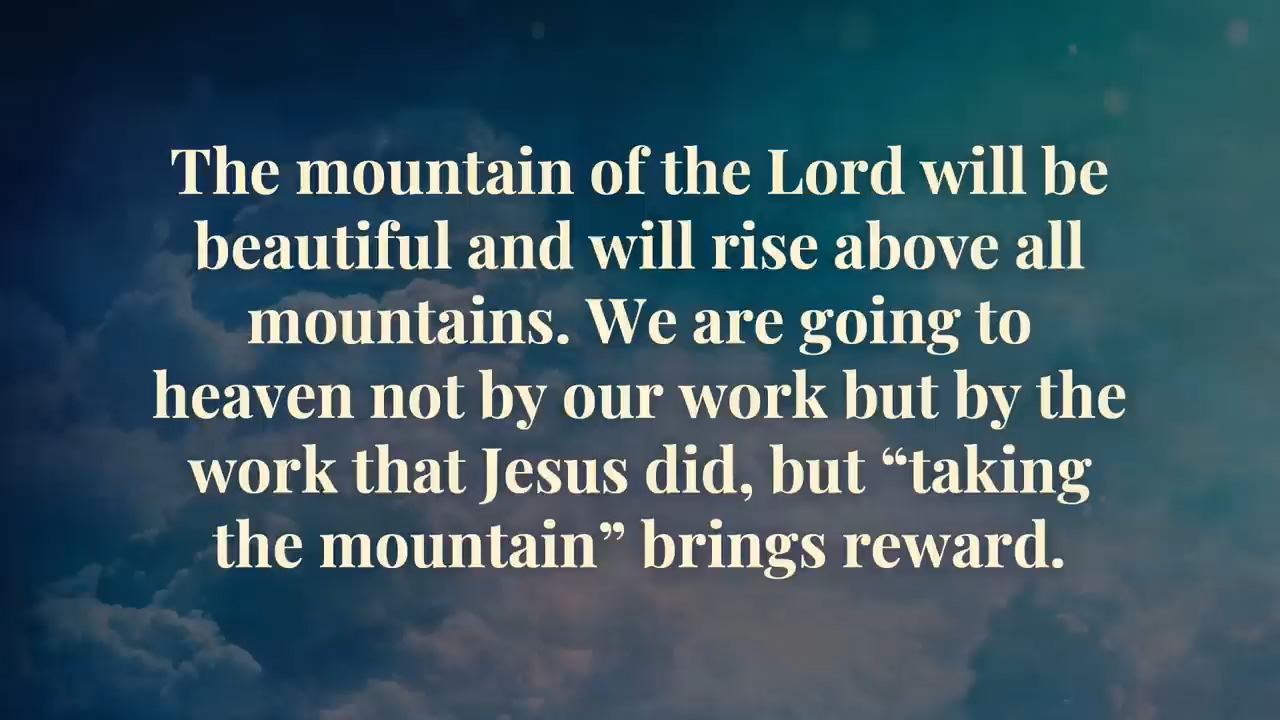 The mountain of the Lord will be
beautiful and will rise above all
mountains. We are going to
heaven not by our work but by the
work that Jesus did, but “taking
the mountain” brings reward.